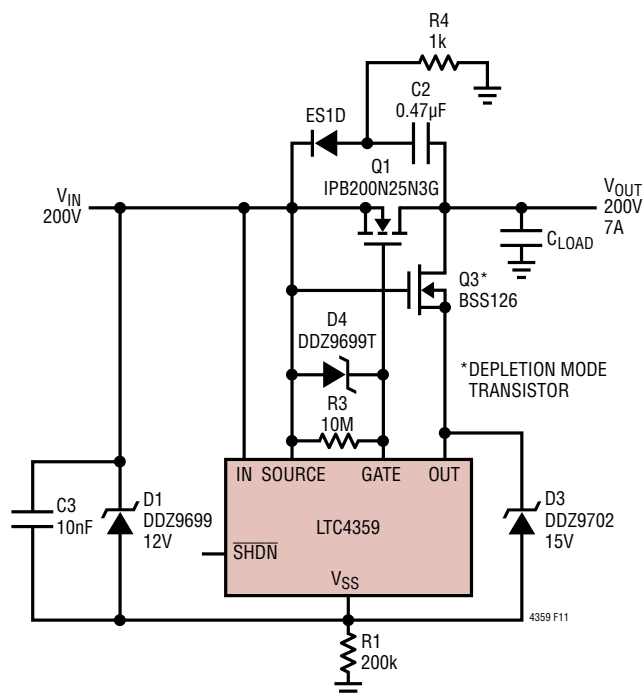 R4
1k
C2
0.47µF
ES1D
Q1
IPB200N25N3G
VIN
200V
VOUT
200V
7A
CLOAD
Q3*
BSS126
D4
DDZ9699T
*DEPLETION MODE
TRANSISTOR
R3
10M
IN SOURCE GATE OUT
C3
10nF
D1
DDZ9699
12V
LTC4359
D3
DDZ9702
15V
SHDN
VSS
4359 F11
R1
200k